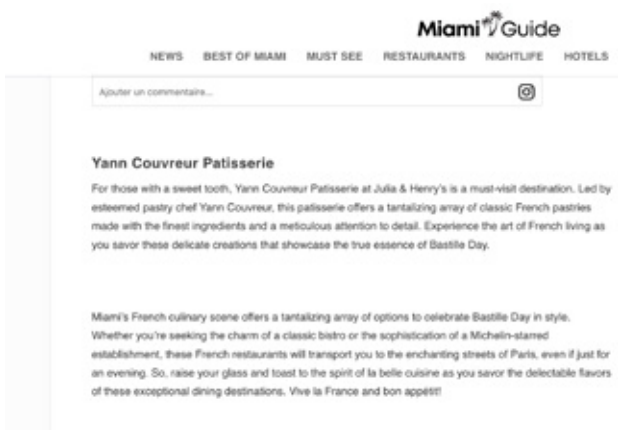 Miami Guide
NEWS BEST OF MIAMI MUST SEE RESTAURANTS NIGHTLIFE HOTELS
Ajouter un commentaire...
Yann Couvreur Patisserie
For those with a sweet tooth, Yann Couvreur Patisserie at Julia & Henry's is a must-visit destination. Led by
esteemed pastry chef Yann Couvreur, this patisserie offers a tantalizing array of classic French pastries
made with the finest ingredients and a meticulous attention to detail. Experience the art of French living as
you savor these delicate creations that showcase the true essence of Bastille Day.
Miami's French culinary scene offers a tantalizing array of options to celebrate Bastille Day in style.
Whether you're seeking the charm of a classic bistro or the sophistication of a Michelin-starred
establishment, these French restaurants will transport you to the enchanting streets of Paris, even if just for
an evening. So, raise your glass and toast to the spirit of la belle cuisine as you savor the delectable flavors
of these exceptional dining destinations. Vive la France and bon appétit!